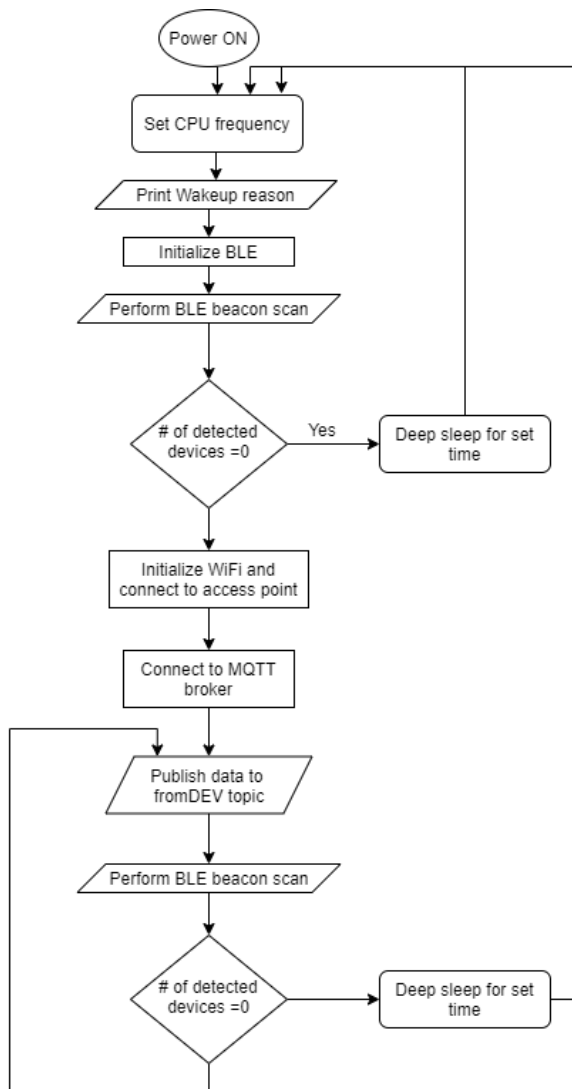 Power ON
Set CPU frequency
Print Wakeup reason
Initialize BLE
Perform BLE beacon scan
# of detected
devices =0
Yes
Deep sleep for set
time
Initialize WiFi and
connect to access point
Connect to MQTT
broker
Publish data to
fromDEV topic
Perform BLE beacon scan
# of detected
devices =0
Deep sleep for set
time